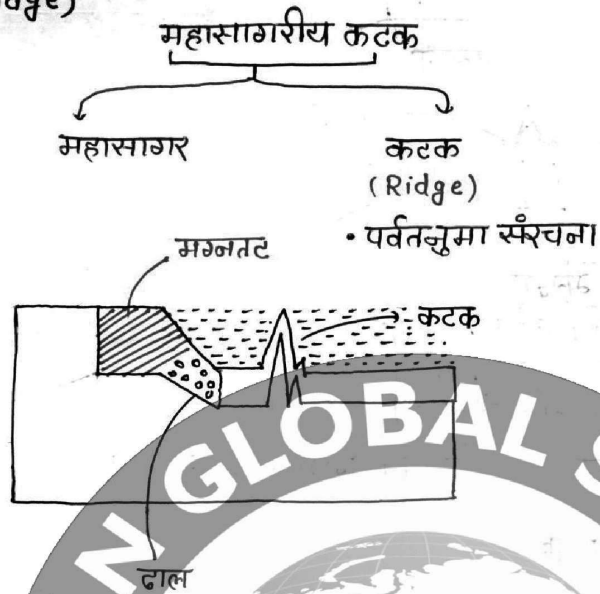 महासागरीय कटक
महासागर
कटक
(Ridge)
• पर्वतनुमा संरचना
मग्नतट
कटक
ढाल
N GLOBAL S